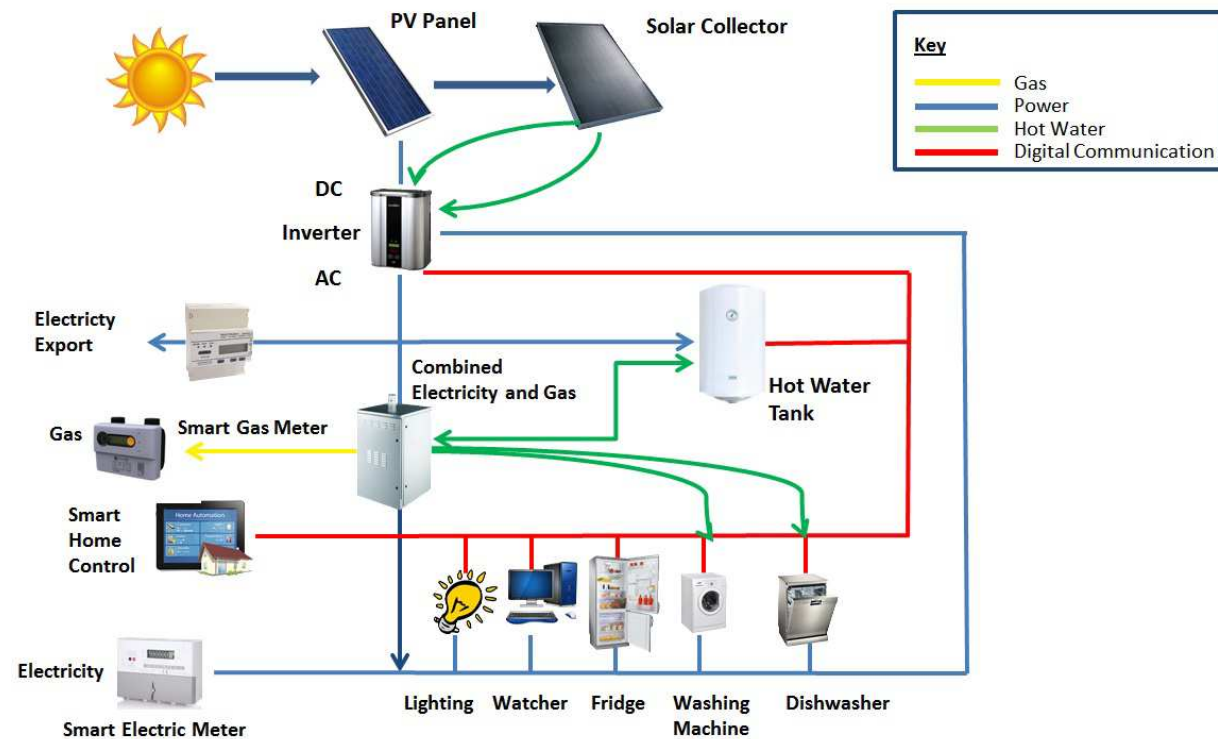 PV Panel
Solar Collector
Key
Gas
Power
Hot Water
Digital Communication
DC
Inverter
AC
Electricty
Export
Combined
Electricity and Gas
Hot Water
Tank
Gas
Smart Gas Meter
Smart
Home
Control
Home Automation
Electricity
Smart Electric Meter
Lighting
Watcher
Fridge
Washing
Machine
Dishwasher